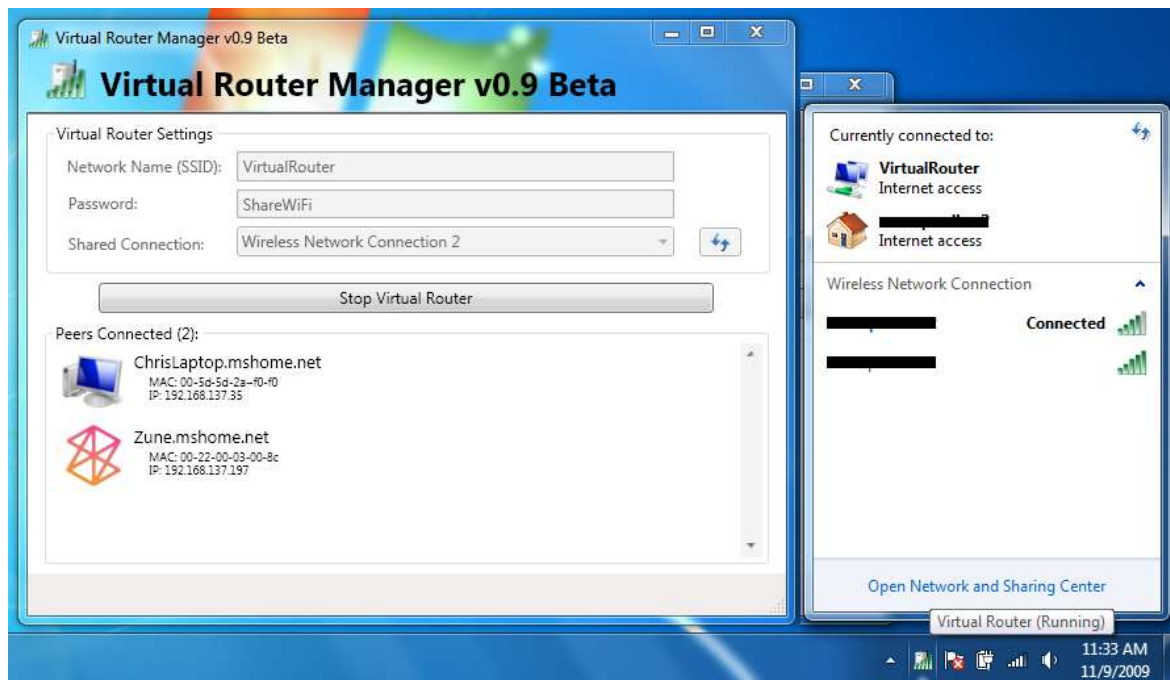 Virtual Router Manager v0.9 Beta
Virtual Router Manager v0.9 Beta
Virtual Router Settings
Network Name (SSID): VirtualRouter
Password: ShareWiFi
Shared Connection: Wireless Network Connection 2
Stop Virtual Router
Peers Connected (2):
ChrisLaptop.mshome.net
MAC: 00-5d-5d-2a--f0-f0
IP: 192.168.137.35
Zune.mshome.net
MAC: 00-22-00-03-00-8c
IP: 192.168.137.197
Currently connected to:
VirtualRouter
Internet access
Internet access
Wireless Network Connection
Connected
Open Network and Sharing Center
Virtual Router (Running)
11:33 AM
11/9/2009